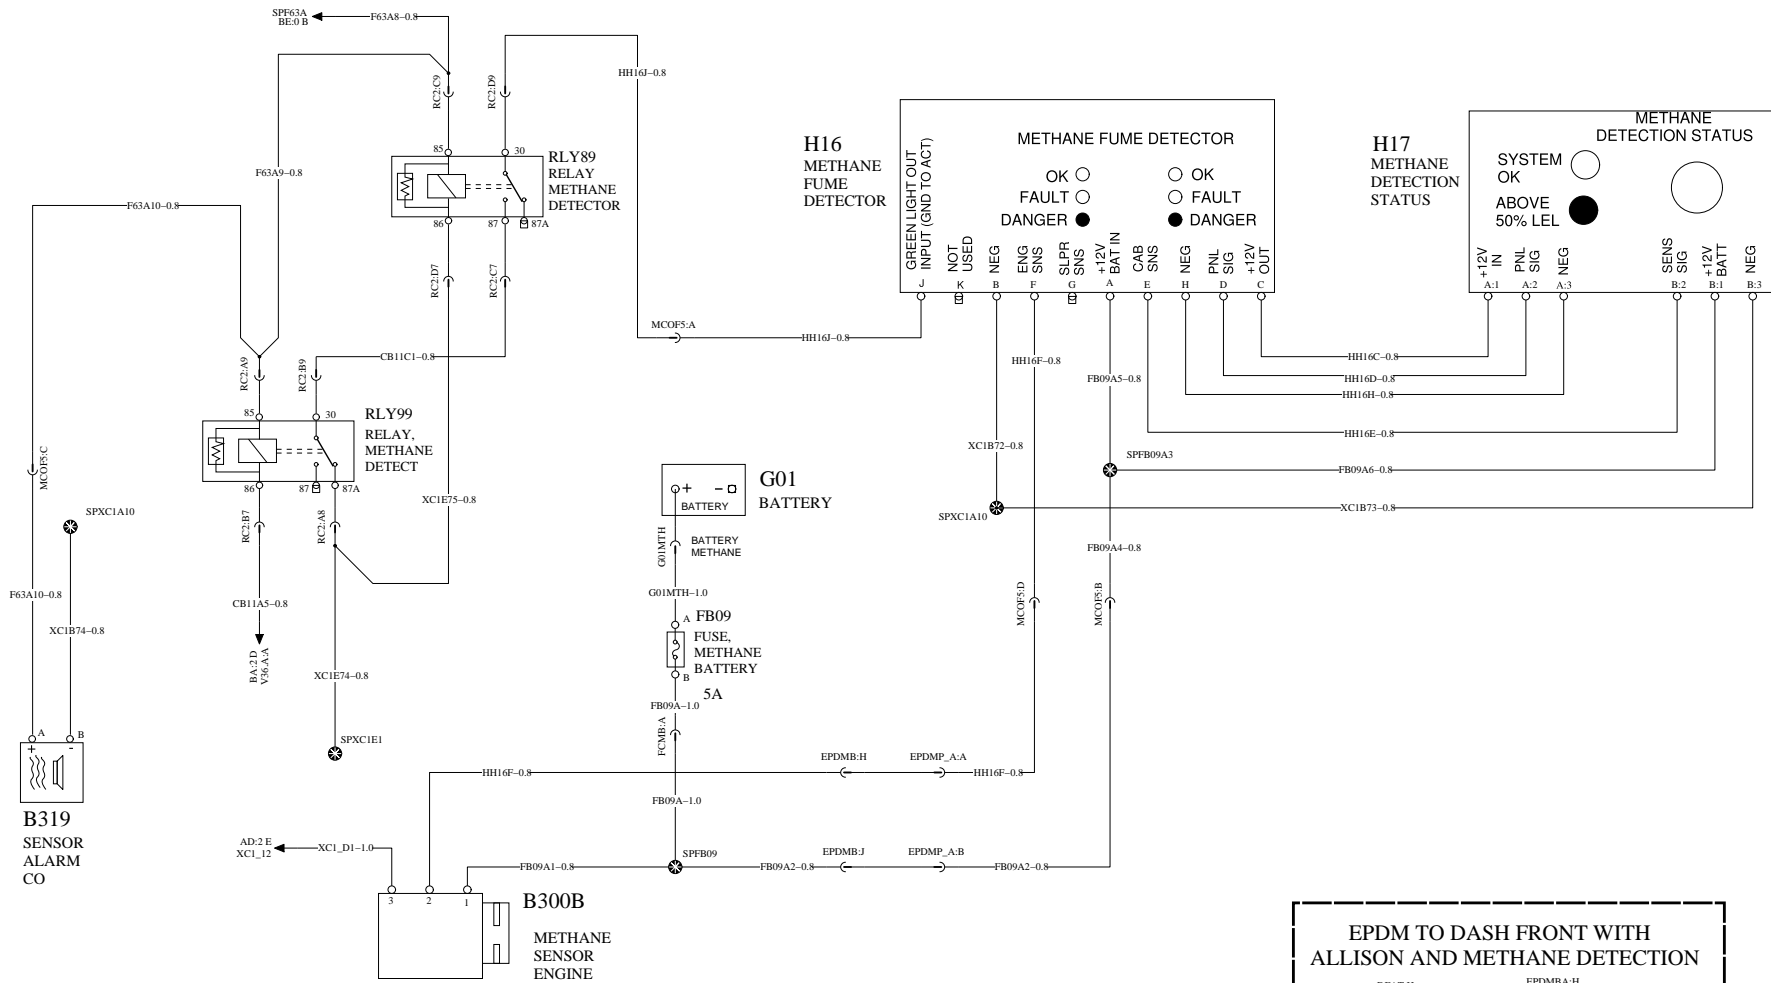 SPF63A
BE:0 B
F63A8-0.8
HH16J-0.8
RC2:C9
RC2:D9
85
30
RLY89
RELAY
METHANE
DETECTOR
86
87
87A
F63A9-0.8
F63A10-0.8
RC2:D7
RC2:C7
H16
METHANE
FUME
DETECTOR
METHANE FUME DETECTOR
OK
FAULT
DANGER
OK
FAULT
DANGER
GREEN LIGHT OUT
INPUT (GND TO ACT)
NOT
USED
NEG
ENG
SNS
SLPR
SNS
+12V
BAT IN
CAB
SNS
NEG
PNL
SIG
+12V
OUT
J
K
B
F
G
A
E
H
D
C
H17
METHANE
DETECTION
STATUS
METHANE
DETECTION STATUS
SYSTEM
OK
ABOVE
50% LEL
+12V
IN
PNL
SIG
NEG
SENS
SIG
+12V
BATT
NEG
A:1
A:2
A:3
B:2
B:1
B:3
MCOF5:A
HH16J-0.8
CB11C1-0.8
RC2:A9
RC2:B9
HH16F-0.8
FB09A5-0.8
HH16C-0.8
HH16D-0.8
HH16H-0.8
HH16E-0.8
85
30
RLY99
RELAY,
METHANE
DETECT
86
87
87A
MCOF5:C
XC1B72-0.8
SPFB09A3
FB09A6-0.8
G01
BATTERY
+
-
BATTERY
XC1E75-0.8
SPXC1A10
RC2:B7
RC2:A8
SPXC1A10
XC1B73-0.8
G01MTH
BATTERY
METHANE
FB09A4-0.8
F63A10-0.8
CB11A5-0.8
G01MTH-1.0
MCOF5:D
MCOF5:B
XC1B74-0.8
A
FB09
FUSE,
METHANE
BATTERY
B
5A
BA:2 D
V36.A:A
XC1E74-0.8
FB09A-1.0
FCMB:A
SPXC1E1
A
B
+
-
B319
SENSOR
ALARM
CO
HH16F-0.8
EPDMB:H
EPDMP_A:A
HH16F-0.8
FB09A-1.0
AD:2 E
XC1_12
XC1_D1-1.0
SPFB09
FB09A1-0.8
FB09A2-0.8
EPDMB:J
EPDMP_A:B
FB09A2-0.8
3
2
1
B300B
METHANE
SENSOR
ENGINE
EPDM TO DASH FRONT WITH
ALLISON AND METHANE DETECTION
EPDMBA:H